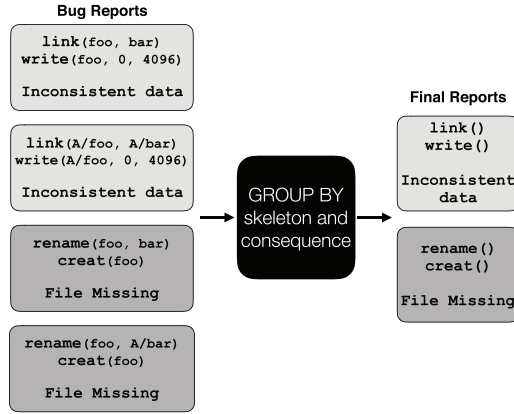 Bug Reports
link(foo, bar)
write(foo, 0, 4096)
Inconsistent data
link(A/foo, A/bar)
write(A/foo, 0, 4096)
Inconsistent data
rename(foo, bar)
creat(foo)
File Missing
rename(foo, A/bar)
creat(foo)
File Missing
GROUP BY
skeleton and
consequence
Final Reports
link()
write()
Inconsistent
data
rename()
creat()
File Missing